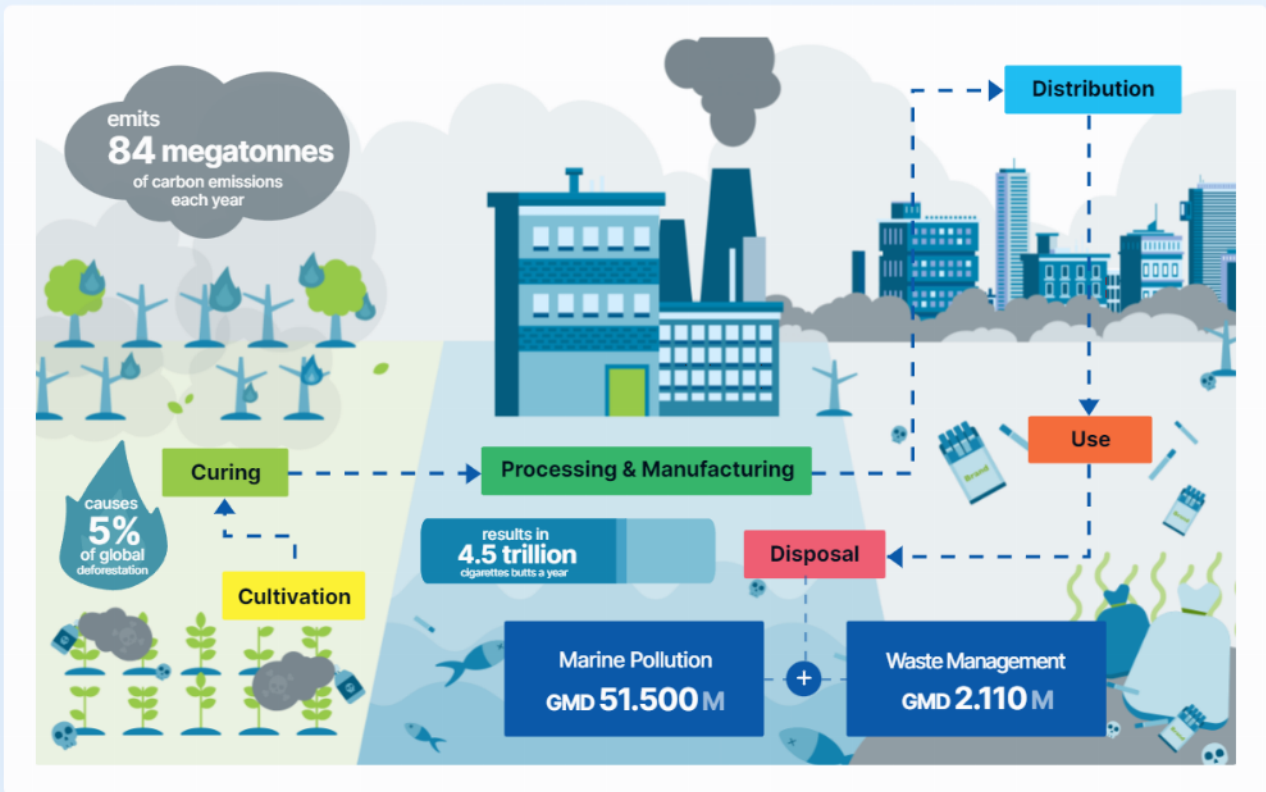 emits
84 megatonnes
of carbon emissions
each year
Distribution
Use
Brand
Brand
Curing
Processing & Manufacturing
causes
5%
of global
deforestation
results in
4.5 trillion
cigarettes butts a year
Disposal
Cultivation
Marine Pollution
GMD 51.500 M
+
Waste Management
GMD 2.110 M
Brand